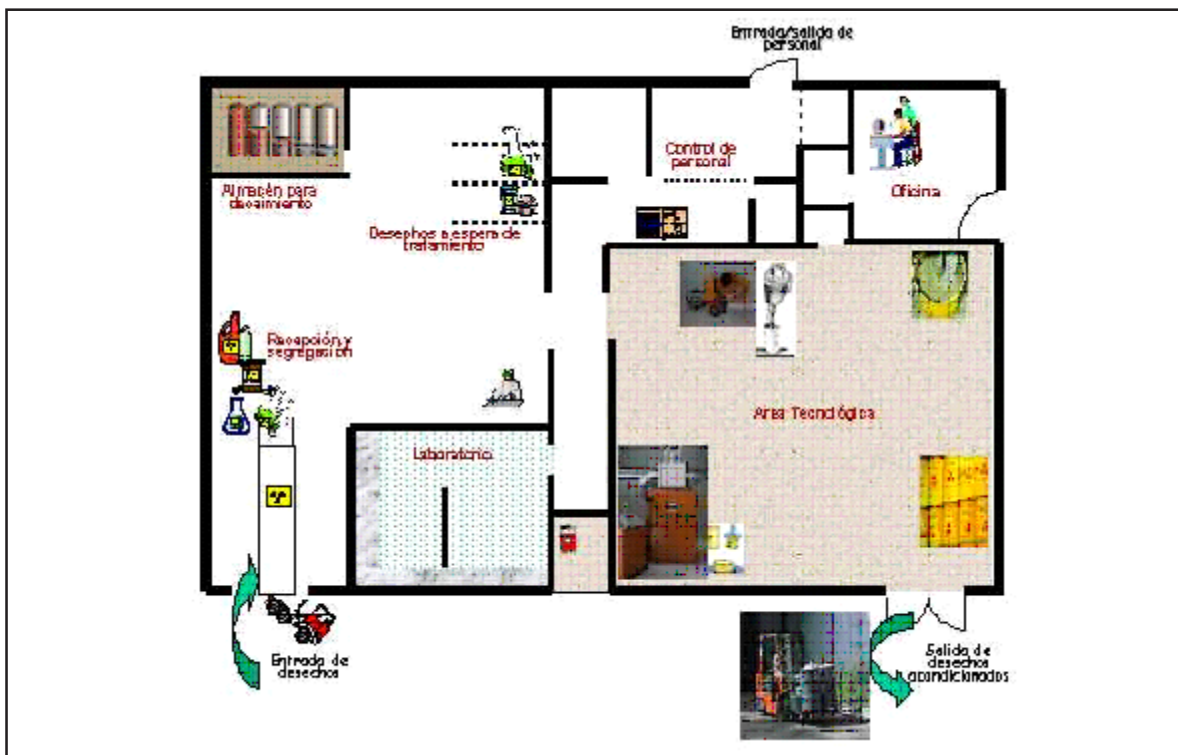 Entrada/salida de
personal
Control de
personal
Oficina
Almacén para
decaimiento
Desechos a espera de
tratamiento
Recepción y
segregación
Area Tecnológica
Laboratorio
Entrada de
desechos
Salida de
desechos
acondicionados